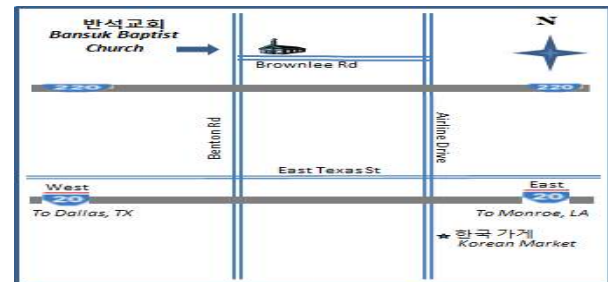 반석교회
Bansuk Baptist
Church
N
Brownlee Rd
220
220
Benton Rd
Airline Drive
East Texas St
West
20
To Dallas, TX
East
20
To Monroe, LA
한국 가게
Korean Market